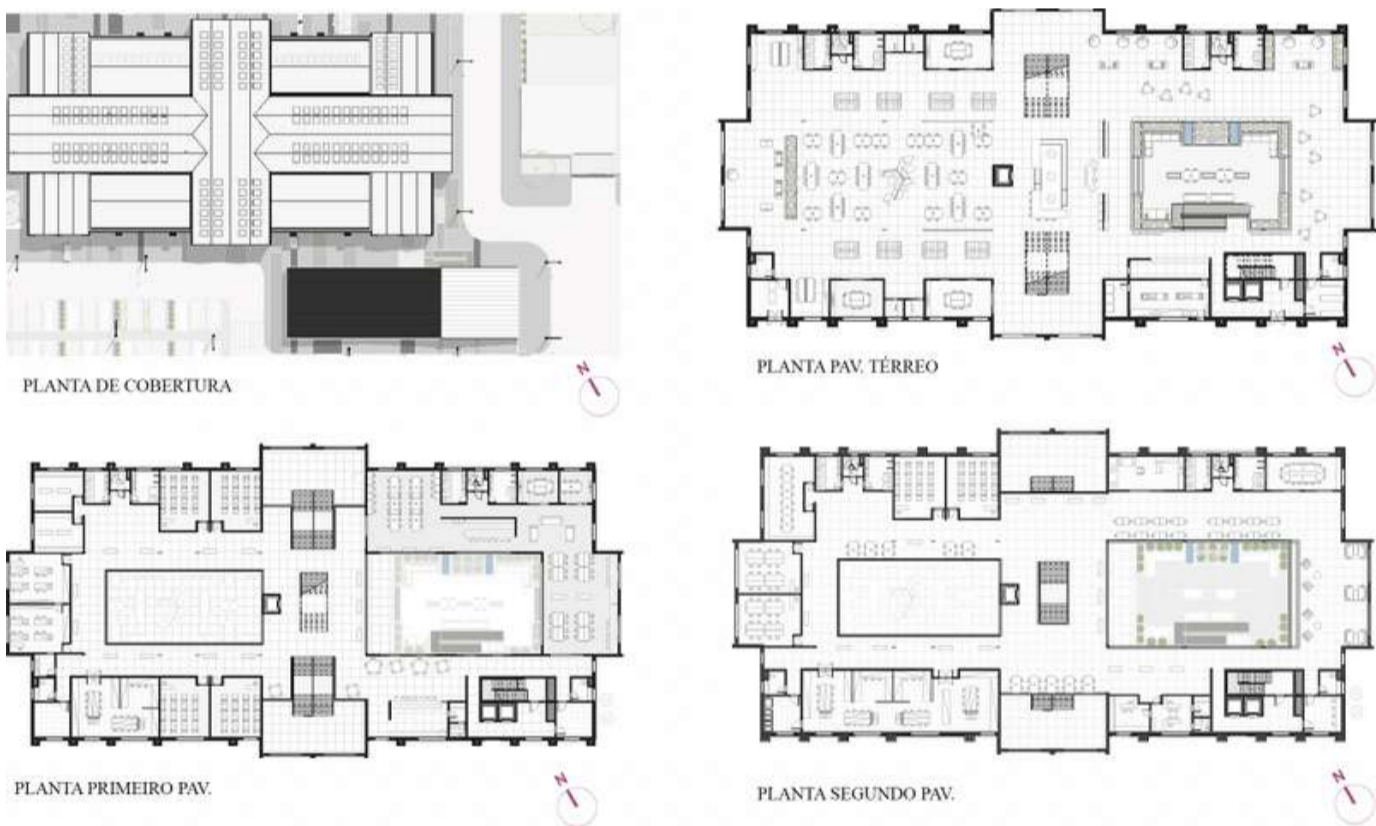 PLANTA DE COBERTURA
N
PLANTA PAV. TÉRREO
N
PLANTA PRIMEIRO PAV.
N
PLANTA SEGUNDO PAV.
N